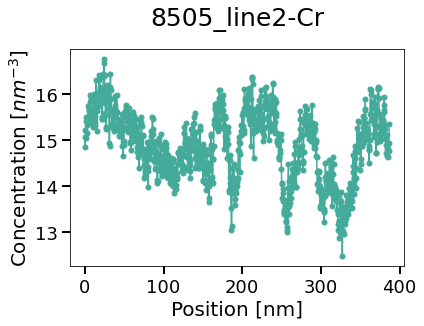 8505_line2-Cr
Concentration [nm⁻³]
16
15
14
13
0 100 200 300 400
Position [nm]